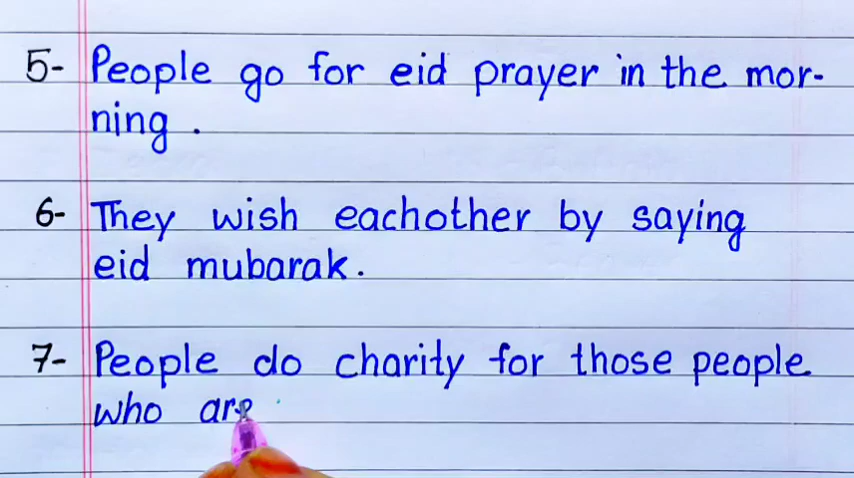 5- People go for eid prayer in the mor-
ning .
6- They wish eachother by saying
eid mubarak.
7- People do charity for those people
who are